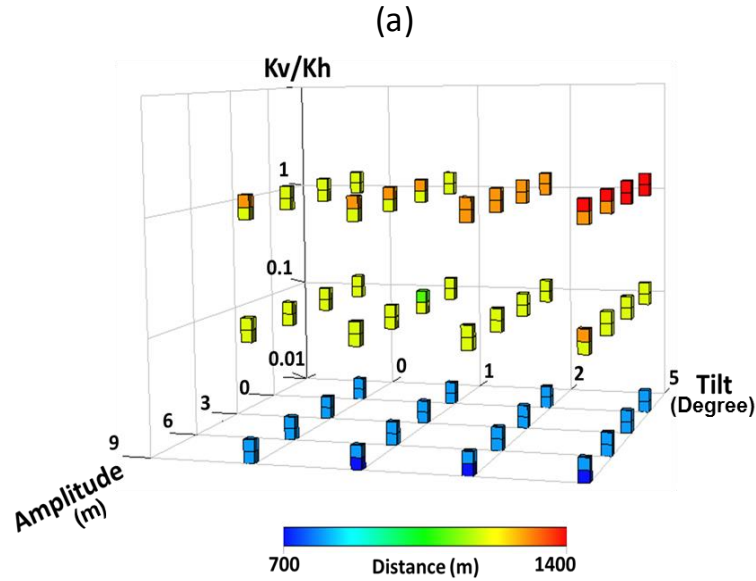 (a)
Kv/Kh
1
0.1
0.01
0
3
6
9
Amplitude
(m)
0
1
2
5
Tilt
(Degree)
700
Distance (m)
1400